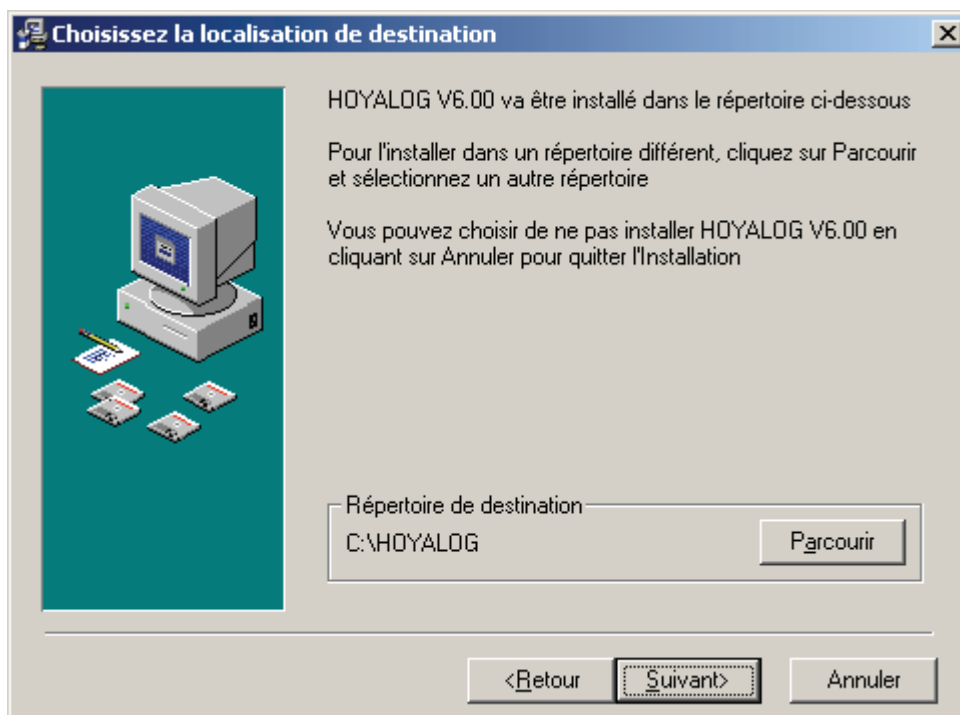 Choisissez la localisation de destination
HOYALOG V6.00 va être installé dans le répertoire ci-dessous
Pour l'installer dans un répertoire différent, cliquez sur Parcourir
et sélectionnez un autre répertoire
Vous pouvez choisir de ne pas installer HOYALOG V6.00 en
cliquant sur Annuler pour quitter l'Installation
Répertoire de destination
C:\HOYALOG
Parcourir
<Retour
Suivant>
Annuler